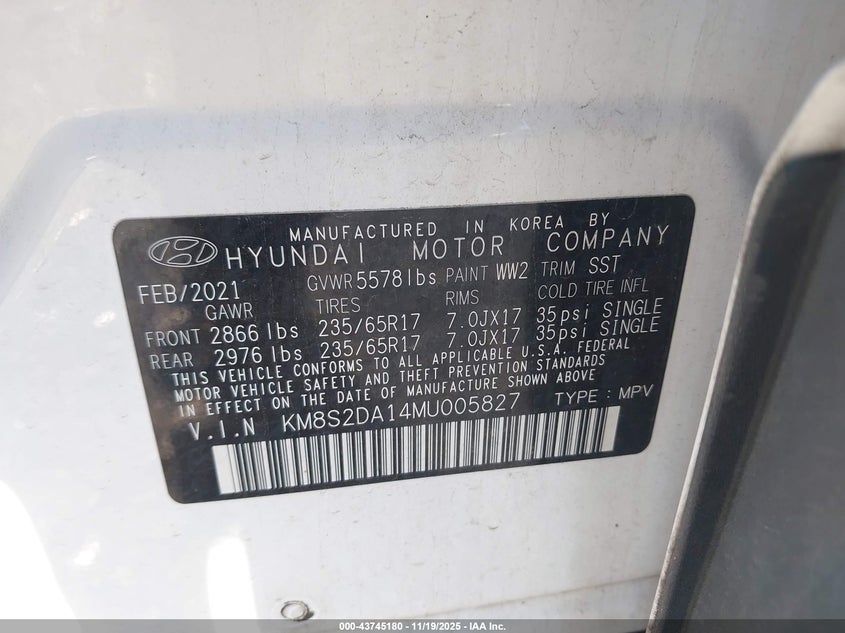 MANUFACTURED IN KOREA BY
HYUNDAI MOTOR COMPANY
FEB/2021 GVWR 5578lbs PAINT WW2 TRIM SST
GAWR TIRES RIMS COLD TIRE INFL
FRONT 2866 lbs 235/65R17 7.0JX17 35psi SINGLE
REAR 2976 lbs 235/65R17 7.0JX17 35psi SINGLE
THIS VEHICLE CONFORMS TO ALL APPLICABLE U.S.A. FEDERAL
MOTOR VEHICLE SAFETY AND THEFT PREVENTION STANDARDS
IN EFFECT ON THE DATE OF MANUFACTURE SHOWN ABOVE
V.I.N KM8S2DA14MU005827 TYPE : MPV
000-43745180 - 11/19/2025 - IAA Inc.